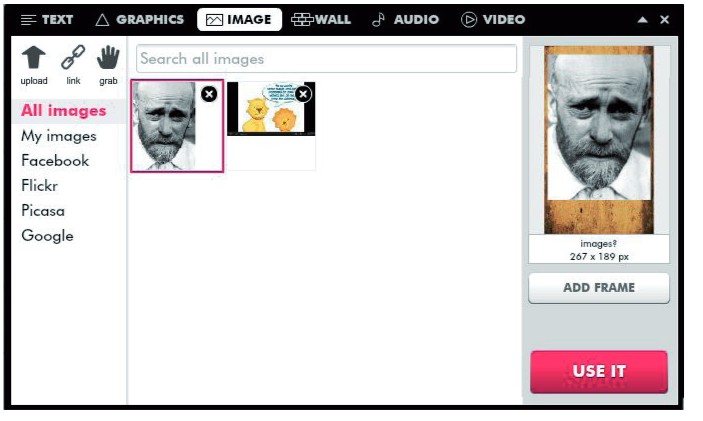 TEXT GRAPHICS IMAGE WALL AUDIO VIDEO
upload link grab
Search all images
All images
My images
Facebook
Flickr
Picasa
Google
images?
267 x 189 px
ADD FRAME
USE IT